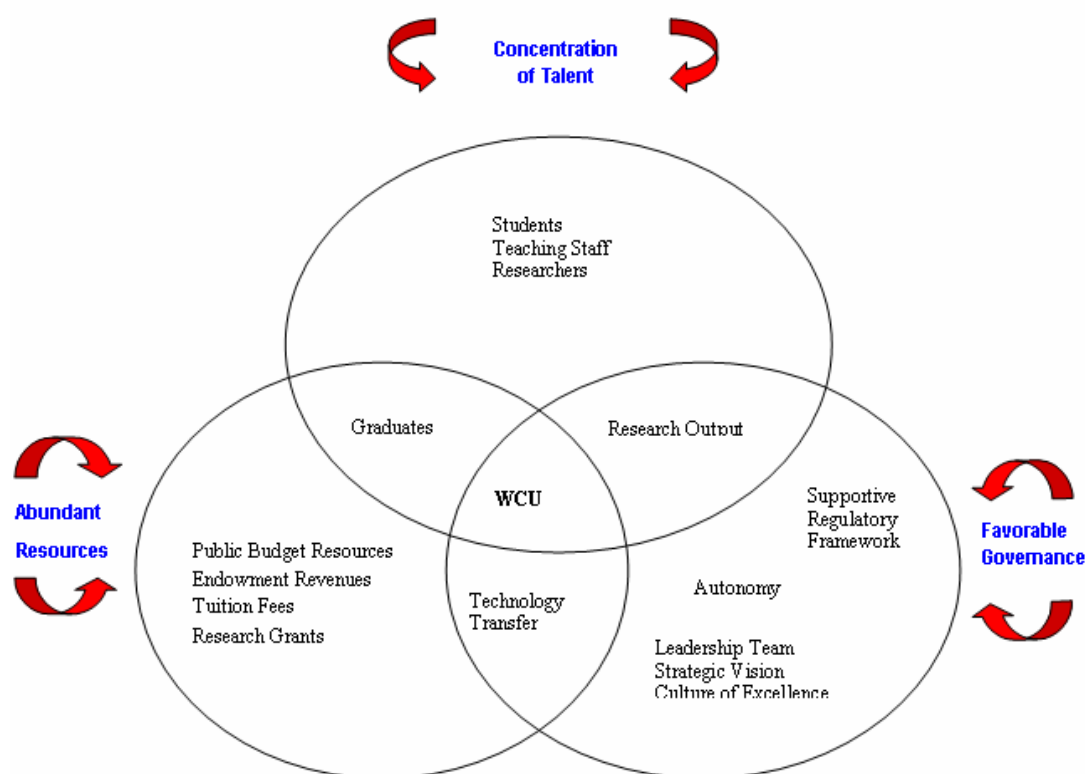 Concentration
of Talent
Students
Teaching Staff
Researchers
Graduates
Research Output
WCU
Abundant
Resources
Public Budget Resources
Endowment Revenues
Tuition Fees
Research Grants
Technology
Transfer
Supportive
Regulatory
Framework
Favorable
Governance
Autonomy
Leadership Team
Strategic Vision
Culture of Excellence